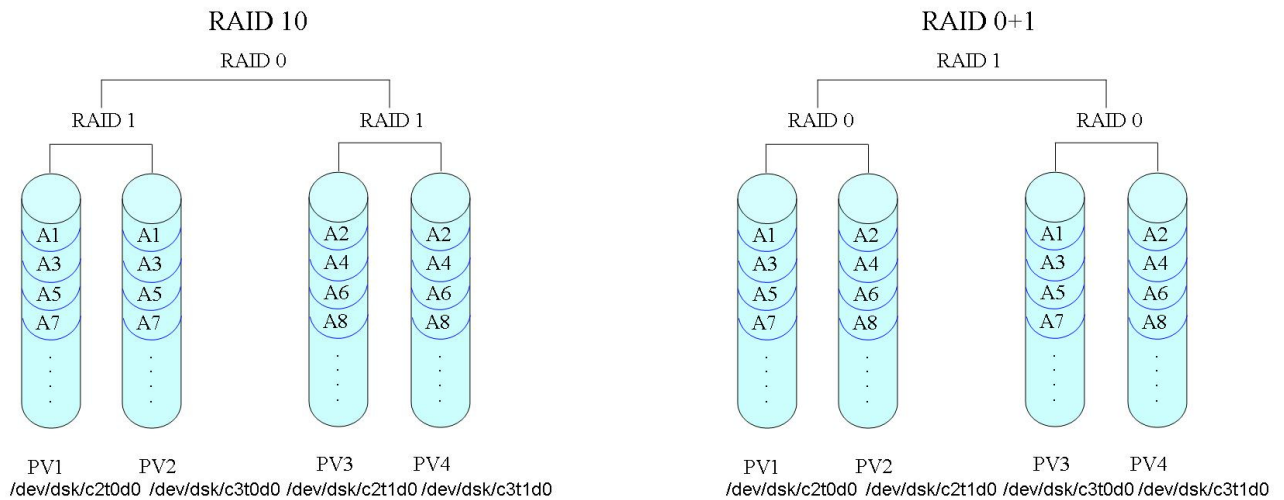 RAID 10
RAID 0
RAID 1 RAID 1
A1 A1 A2 A2
A3 A3 A4 A4
A5 A5 A6 A6
A7 A7 A8 A8
PV1 PV2 PV3 PV4
/dev/dsk/c2t0d0 /dev/dsk/c3t0d0 /dev/dsk/c2t1d0 /dev/dsk/c3t1d0
RAID 0+1
RAID 1
RAID 0 RAID 0
A1 A2 A1 A2
A3 A4 A3 A4
A5 A6 A5 A6
A7 A8 A7 A8
PV1 PV2 PV3 PV4
/dev/dsk/c2t0d0 /dev/dsk/c2t1d0 /dev/dsk/c3t0d0 /dev/dsk/c3t1d0